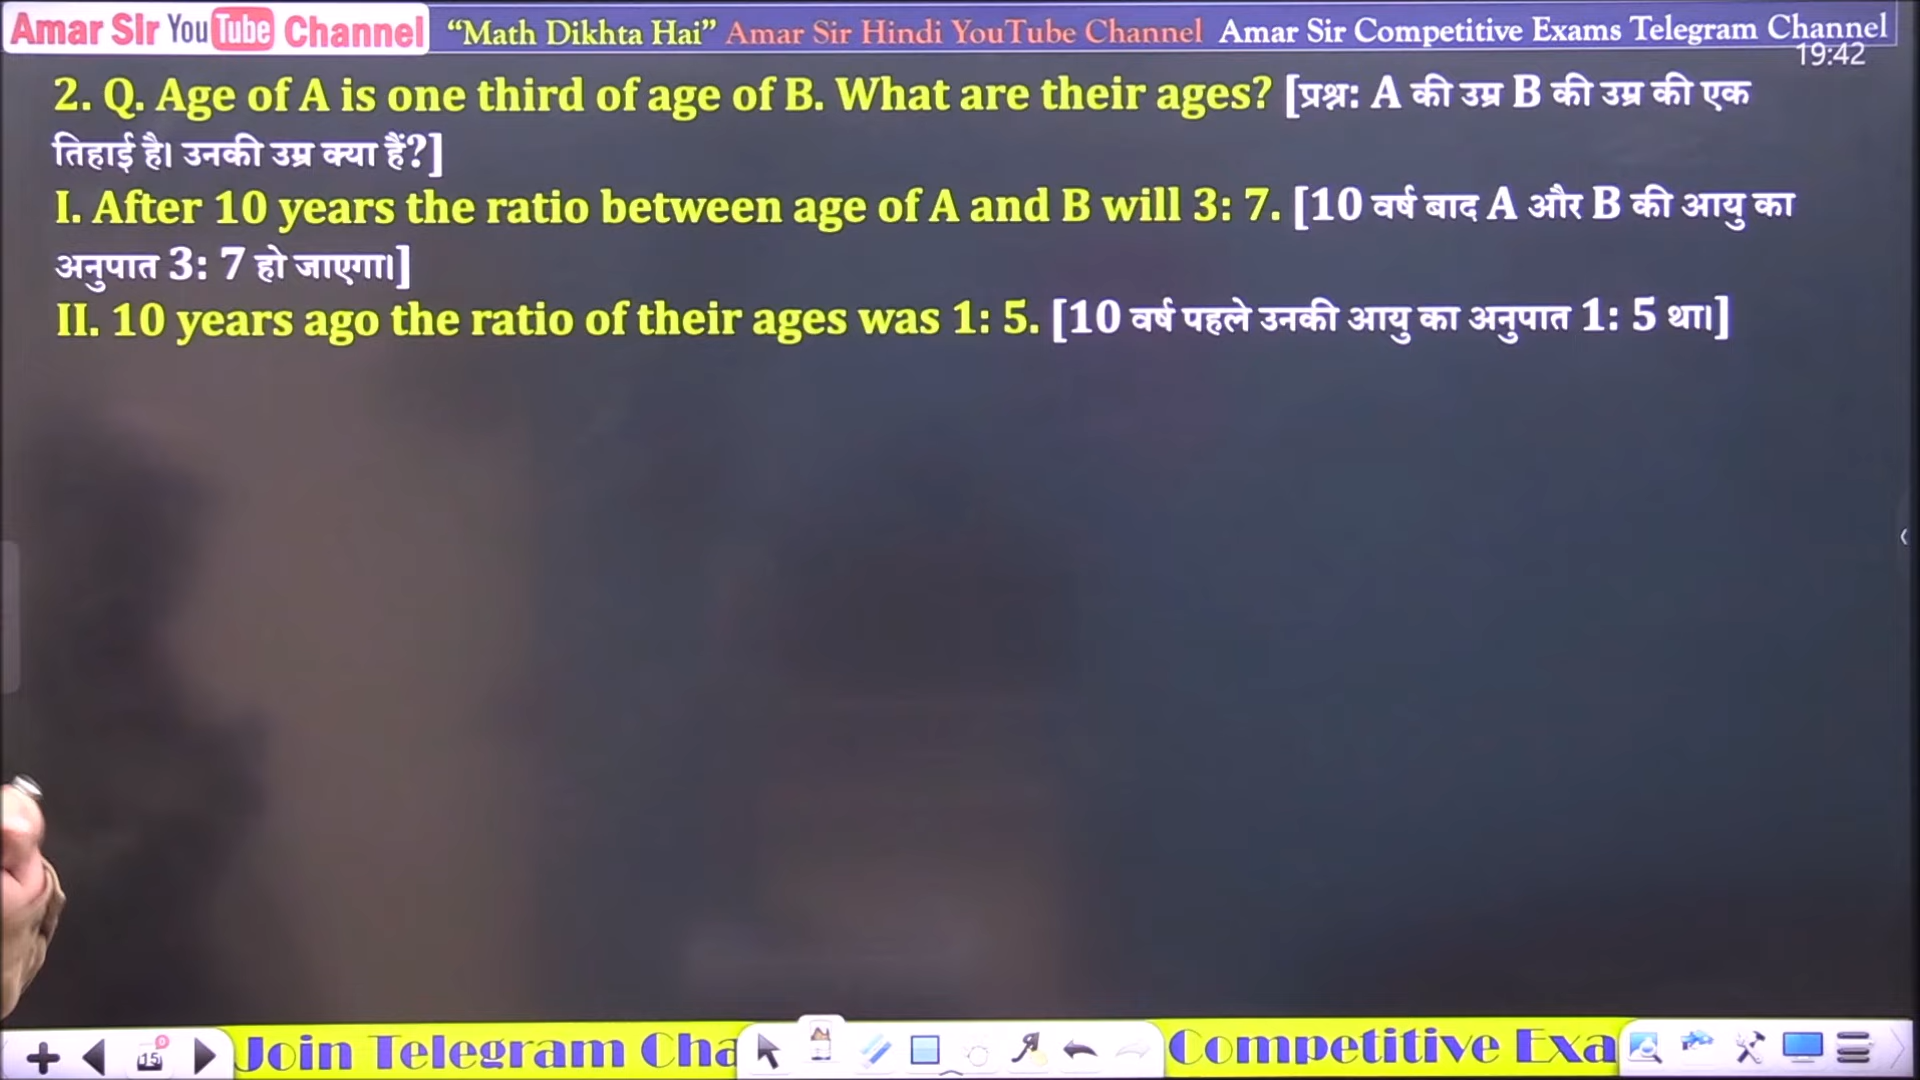 Amar SIr YouTube Channel "Math Dikhta Hai" Amar Sir Hindi YouTube Channel Amar Sir Competitive Exams Telegram Channel
19:42
2. Q. Age of A is one third of age of B. What are their ages? [प्रश्न: A की उम्र B की उम्र की एक
तिहाई है। उनकी उम्र क्या हैं?]
I. After 10 years the ratio between age of A and B will 3: 7. [10 वर्ष बाद A और B की आयु का
अनुपात 3: 7 हो जाएगा।]
II. 10 years ago the ratio of their ages was 1: 5. [10 वर्ष पहले उनकी आयु का अनुपात 1: 5 था।]
15 0 Join Telegram Cha Competitive Exa